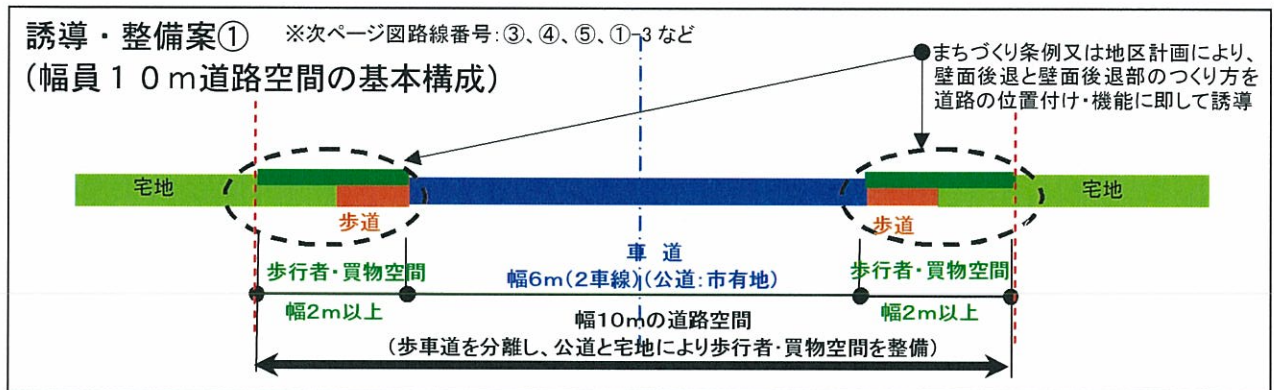 誘導・整備案① ※次ページ図路線番号：③、④、⑤、①-3 など
(幅員１０ｍ道路空間の基本構成)
まちづくり条例又は地区計画により、
壁面後退と壁面後退部のつくり方を
道路の位置付け・機能に即して誘導
宅地
宅地
歩道
歩道
車 道
歩行者・買物空間
幅6m(2車線)(公道：市有地)
歩行者・買物空間
幅2m以上
幅2m以上
幅10mの道路空間
(歩車道を分離し、公道と宅地により歩行者・買物空間を整備)